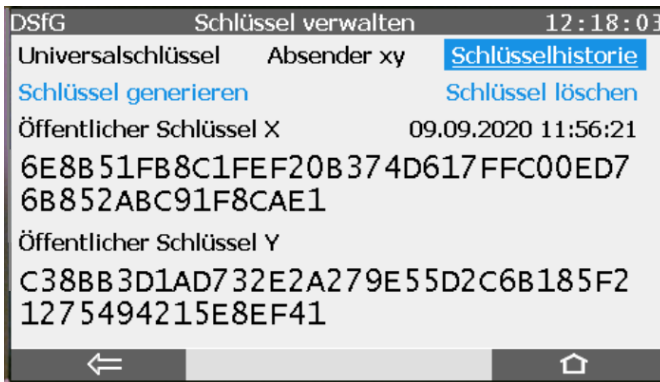 DSfG Schlüssel verwalten 12:18:03
Universalschlüssel Absender xy Schlüsselhistorie
Schlüssel generieren Schlüssel löschen
Öffentlicher Schlüssel X 09.09.2020 11:56:21
6E8B51FB8C1FEF20B374D617FFC00ED7
6B852ABC91F8CAE1
Öffentlicher Schlüssel Y
C38BB3D1AD732E2A279E55D2C6B185F2
1275494215E8EF41